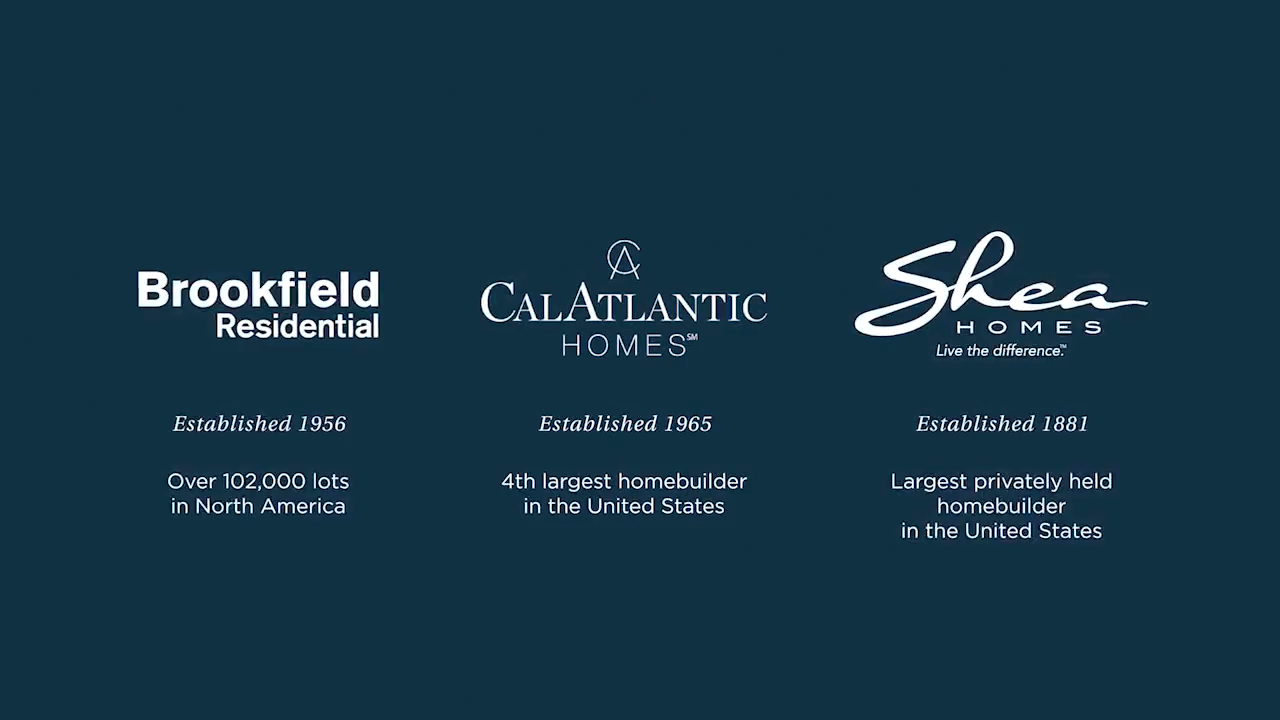 Brookfield
Residential
Established 1956
Over 102,000 lots
in North America
CA
CALATLANTIC
HOMES℠
Established 1965
4th largest homebuilder
in the United States
Shea
HOMES
Live the difference.™
Established 1881
Largest privately held
homebuilder
in the United States